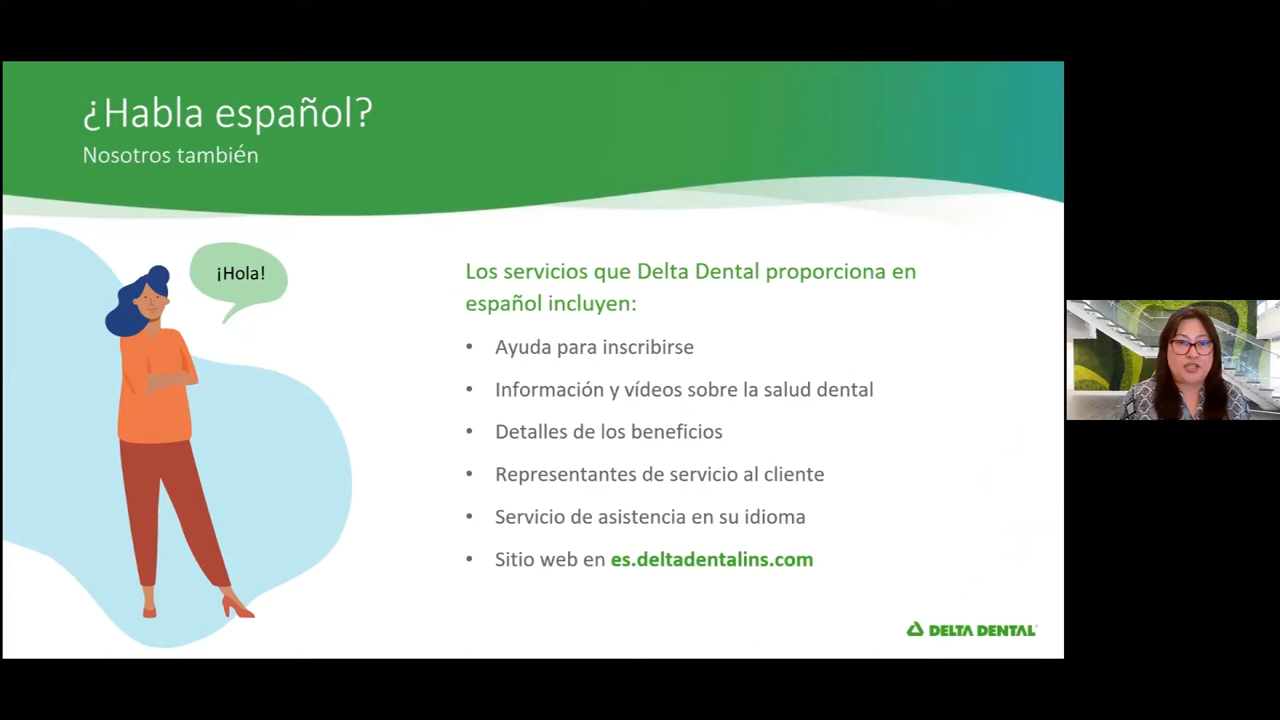 ¿Habla español?
Nosotros también
¡Hola!
Los servicios que Delta Dental proporciona en
español incluyen:
• Ayuda para inscribirse
• Información y vídeos sobre la salud dental
• Detalles de los beneficios
• Representantes de servicio al cliente
• Servicio de asistencia en su idioma
• Sitio web en es.deltadentalins.com
DELTA DENTAL®